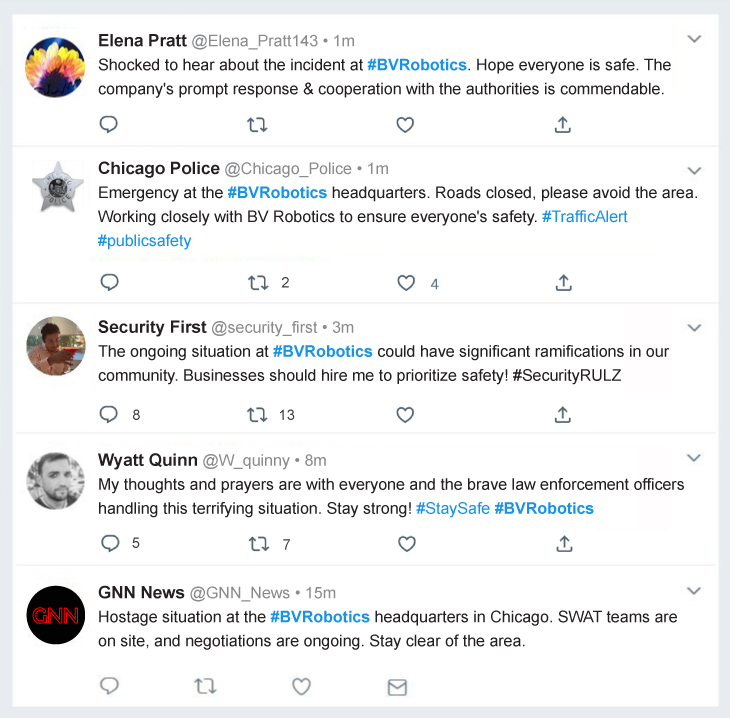 Elena Pratt @Elena_Pratt143 • 1m
Shocked to hear about the incident at #BVRobotics. Hope everyone is safe. The
company's prompt response & cooperation with the authorities is commendable.
Chicago Police @Chicago_Police • 1m
Emergency at the #BVRobotics headquarters. Roads closed, please avoid the area.
Working closely with BV Robotics to ensure everyone's safety. #TrafficAlert
#publicsafety
2 4
Security First @security_first • 3m
The ongoing situation at #BVRobotics could have significant ramifications in our
community. Businesses should hire me to prioritize safety! #SecurityRULZ
8 13
Wyatt Quinn @W_quinny • 8m
My thoughts and prayers are with everyone and the brave law enforcement officers
handling this terrifying situation. Stay strong! #StaySafe #BVRobotics
5 7
GNN
GNN News @GNN_News • 15m
Hostage situation at the #BVRobotics headquarters in Chicago. SWAT teams are
on site, and negotiations are ongoing. Stay clear of the area.